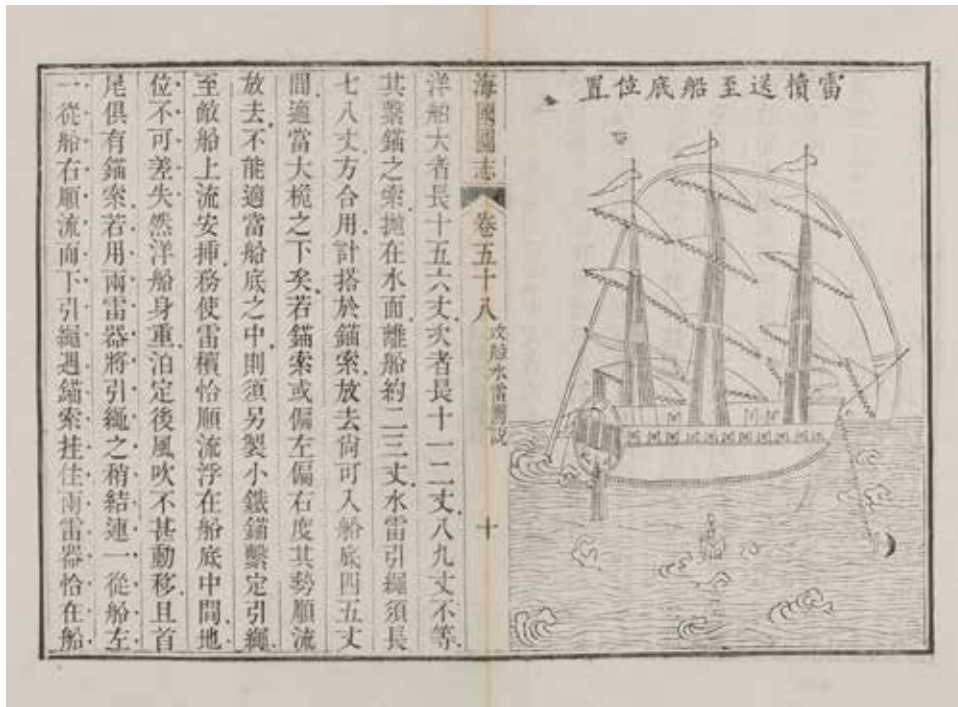 雷櫝送至船底位置
海國圖志
卷五十八
攻船水雷圖說
十
洋船大者長十五六丈次者長十一二丈八九丈不等
其繫錨之索拋在水面離船約二三丈水雷引繩須長
七八丈方合用計搭於錨索放去尙可入船底四五丈
間適當大桅之下矣若錨索或偏左偏右度其勢順流
放去不能適當船底之中則須另製小鐵錨繫定引繩
至敵船上流安揷務使雷櫝恰順流浮在船底中間地
位不可差失然洋船身重泊定後風吹不甚動移且首
尾俱有錨索若用兩雷器將引繩之稍結連一從船左
一從船右順流而下引繩遇錨索挂住兩雷器恰在船